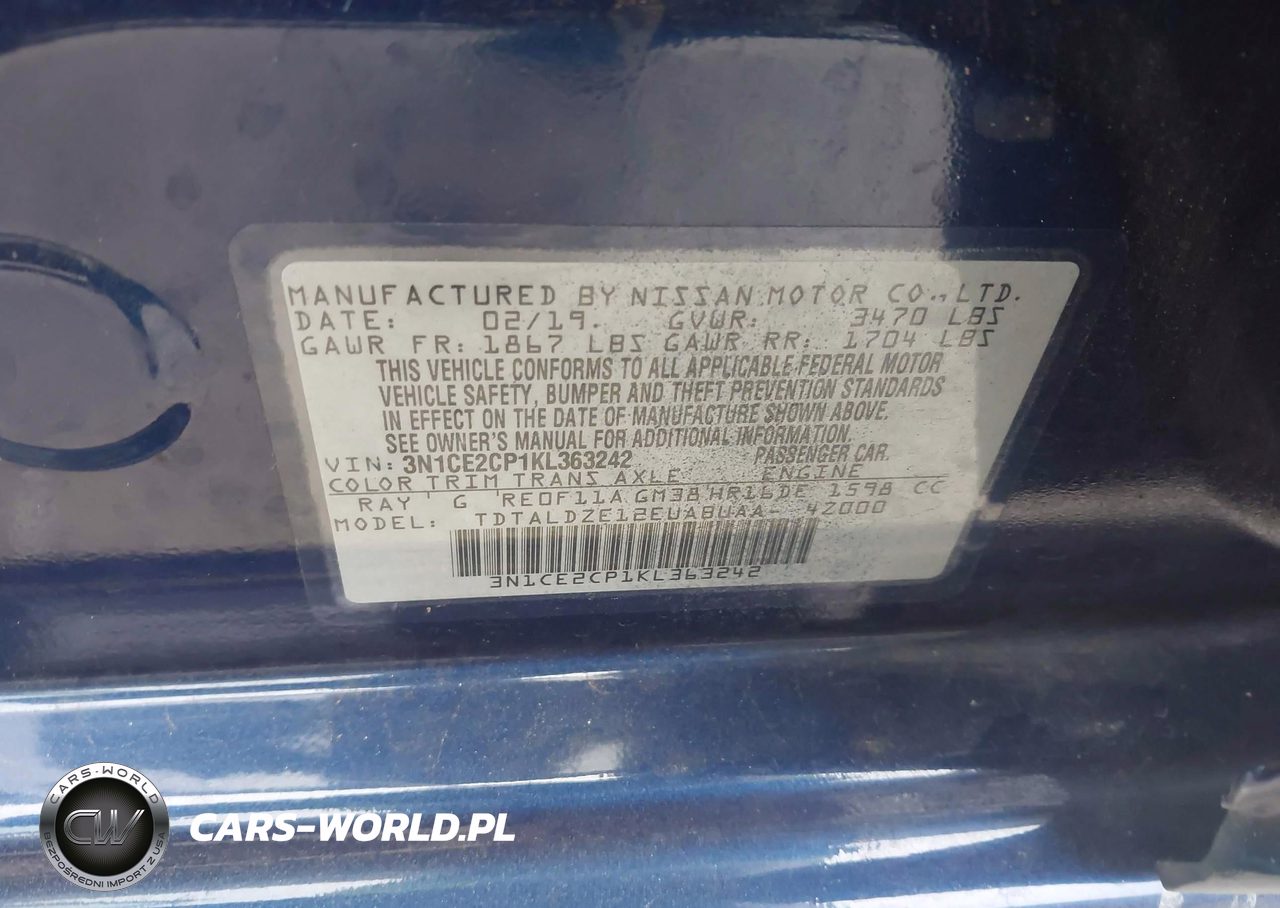 MANUFACTURED BY NISSAN MOTOR CO., LTD.
DATE: 02/19. GVWR: 3470 LBS
GAWR FR: 1867 LBS GAWR RR: 1704 LBS
THIS VEHICLE CONFORMS TO ALL APPLICABLE FEDERAL MOTOR
VEHICLE SAFETY, BUMPER AND THEFT PREVENTION STANDARDS
IN EFFECT ON THE DATE OF MANUFACTURE SHOWN ABOVE.
SEE OWNER'S MANUAL FOR ADDITIONAL INFORMATION.
VIN: 3N1CE2CP1KL363242 PASSENGER CAR.
COLOR TRIM TRANS AXLE ENGINE
RAY G RE0F11A GM38 HR16DE 1598 CC
MODEL: TDTALDZE12EUABUAA- 4Z000
3N1CE2CP1KL363242
CARS-WORLD
CW
BEZPOŚREDNI IMPORT Z USA
CARS-WORLD.PL